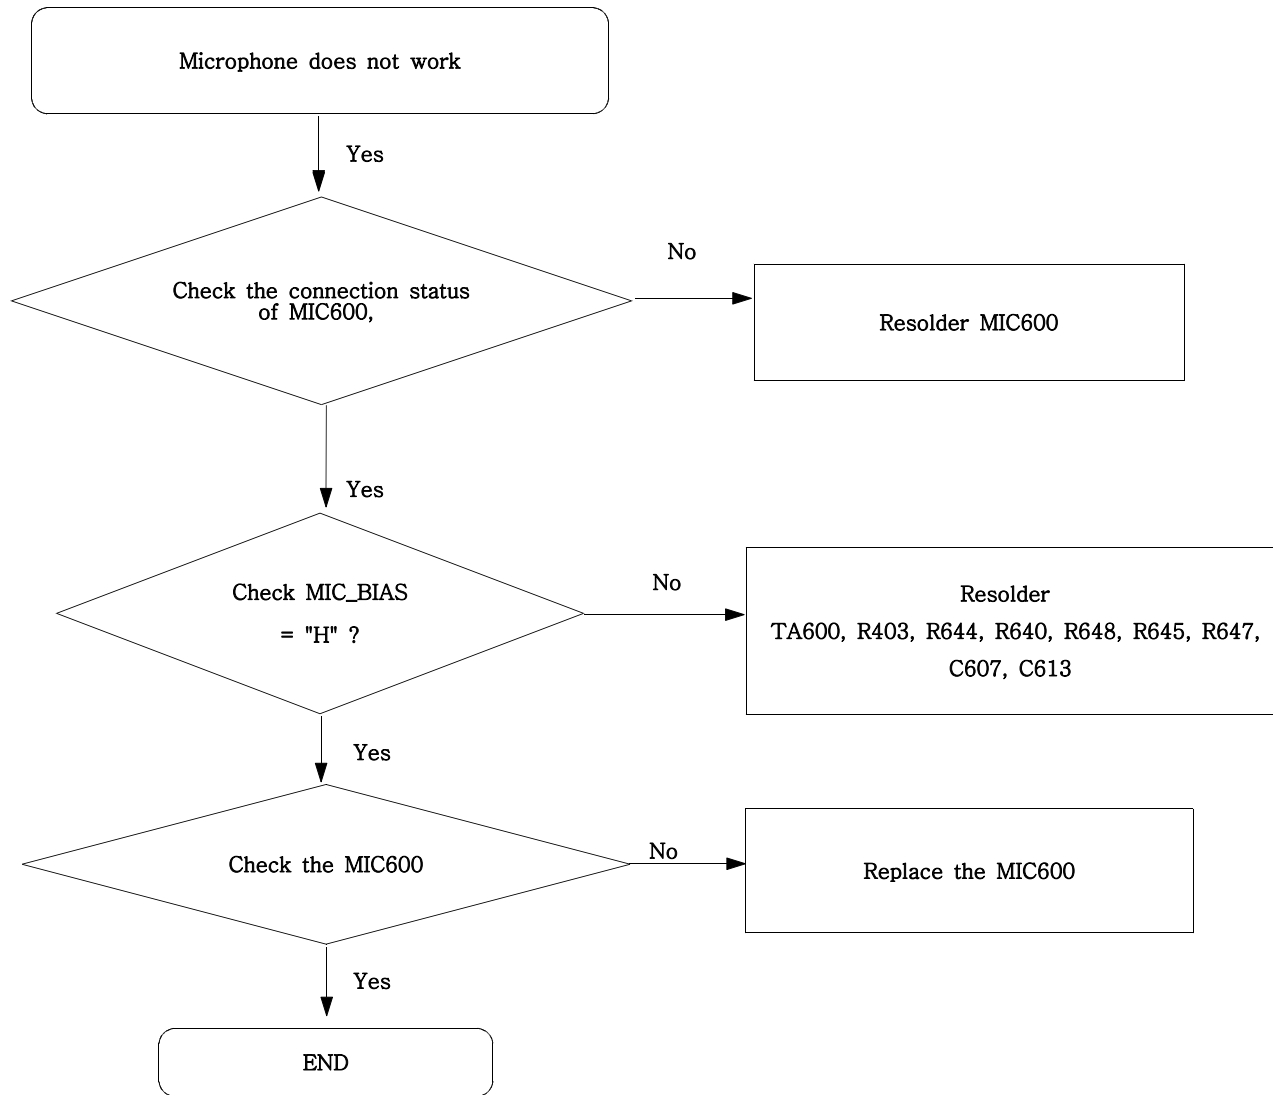 Microphone does not work
Yes
Check the connection status
of MIC600,
No
Resolder MIC600
Yes
Check MIC_BIAS
= "H" ?
No
Resolder
TA600, R403, R644, R640, R648, R645, R647,
C607, C613
Yes
Check the MIC600
No
Replace the MIC600
Yes
END